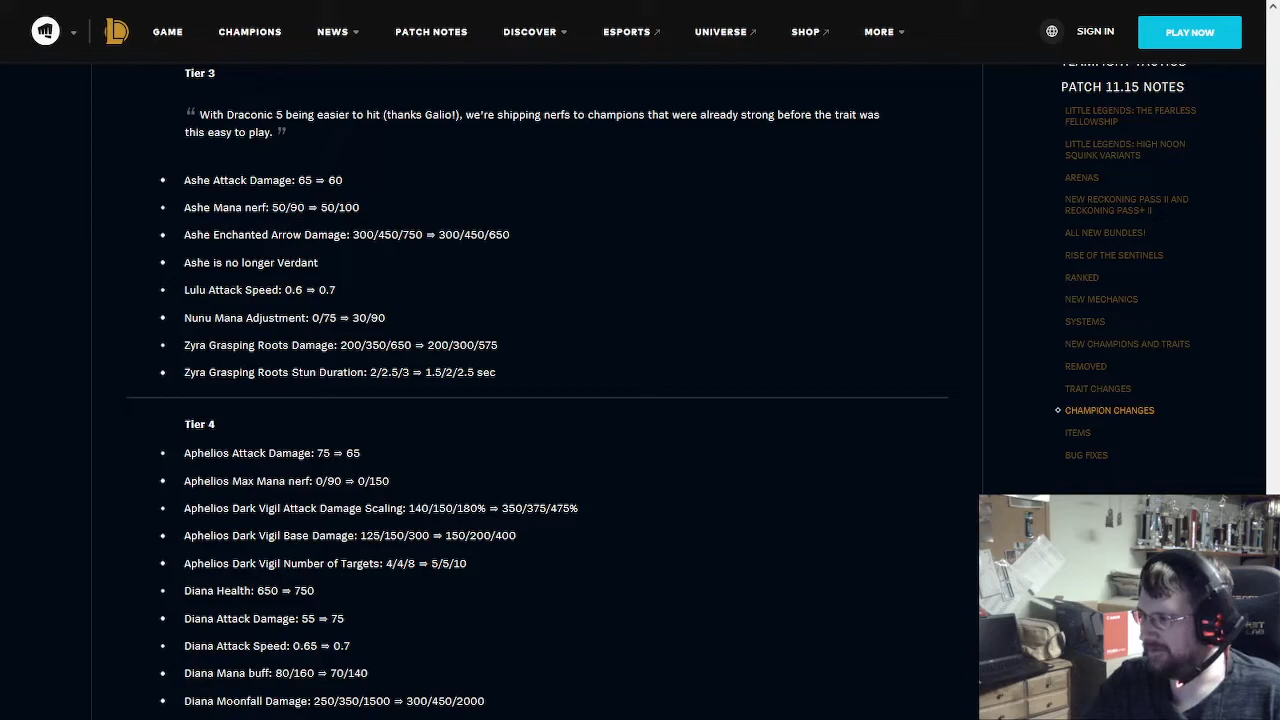 GAME
CHAMPIONS
NEWS
PATCH NOTES
DISCOVER
ESPORTS
UNIVERSE
SHOP
MORE
SIGN IN
PLAY NOW
Tier 3
“ With Draconic 5 being easier to hit (thanks Galio!), we're shipping nerfs to champions that were already strong before the trait was
this easy to play. ”
• Ashe Attack Damage: 65 ⇒ 60
• Ashe Mana nerf: 50/90 ⇒ 50/100
• Ashe Enchanted Arrow Damage: 300/450/750 ⇒ 300/450/650
• Ashe is no longer Verdant
• Lulu Attack Speed: 0.6 ⇒ 0.7
• Nunu Mana Adjustment: 0/75 ⇒ 30/90
• Zyra Grasping Roots Damage: 200/350/650 ⇒ 200/300/575
• Zyra Grasping Roots Stun Duration: 2/2.5/3 ⇒ 1.5/2/2.5 sec
Tier 4
• Aphelios Attack Damage: 75 ⇒ 65
• Aphelios Max Mana nerf: 0/90 ⇒ 0/150
• Aphelios Dark Vigil Attack Damage Scaling: 140/150/180% ⇒ 350/375/475%
• Aphelios Dark Vigil Base Damage: 125/150/300 ⇒ 150/200/400
• Aphelios Dark Vigil Number of Targets: 4/4/8 ⇒ 5/5/10
• Diana Health: 650 ⇒ 750
• Diana Attack Damage: 55 ⇒ 75
• Diana Attack Speed: 0.65 ⇒ 0.7
• Diana Mana buff: 80/160 ⇒ 70/140
• Diana Moonfall Damage: 250/350/1500 ⇒ 300/450/2000
TEAMFIGHT TACTICS
PATCH 11.15 NOTES
LITTLE LEGENDS: THE FEARLESS
FELLOWSHIP
LITTLE LEGENDS: HIGH NOON
SQUINK VARIANTS
ARENAS
NEW RECKONING PASS II AND
RECKONING PASS+ II
ALL NEW BUNDLES!
RISE OF THE SENTINELS
RANKED
NEW MECHANICS
SYSTEMS
NEW CHAMPIONS AND TRAITS
REMOVED
TRAIT CHANGES
CHAMPION CHANGES
ITEMS
BUG FIXES